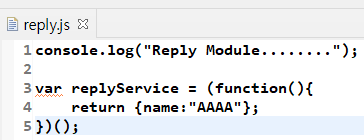 reply.js
1 console.log("Reply Module........");
2
3 var replyService = (function(){
4     return {name:"AAAA"};
5 })();